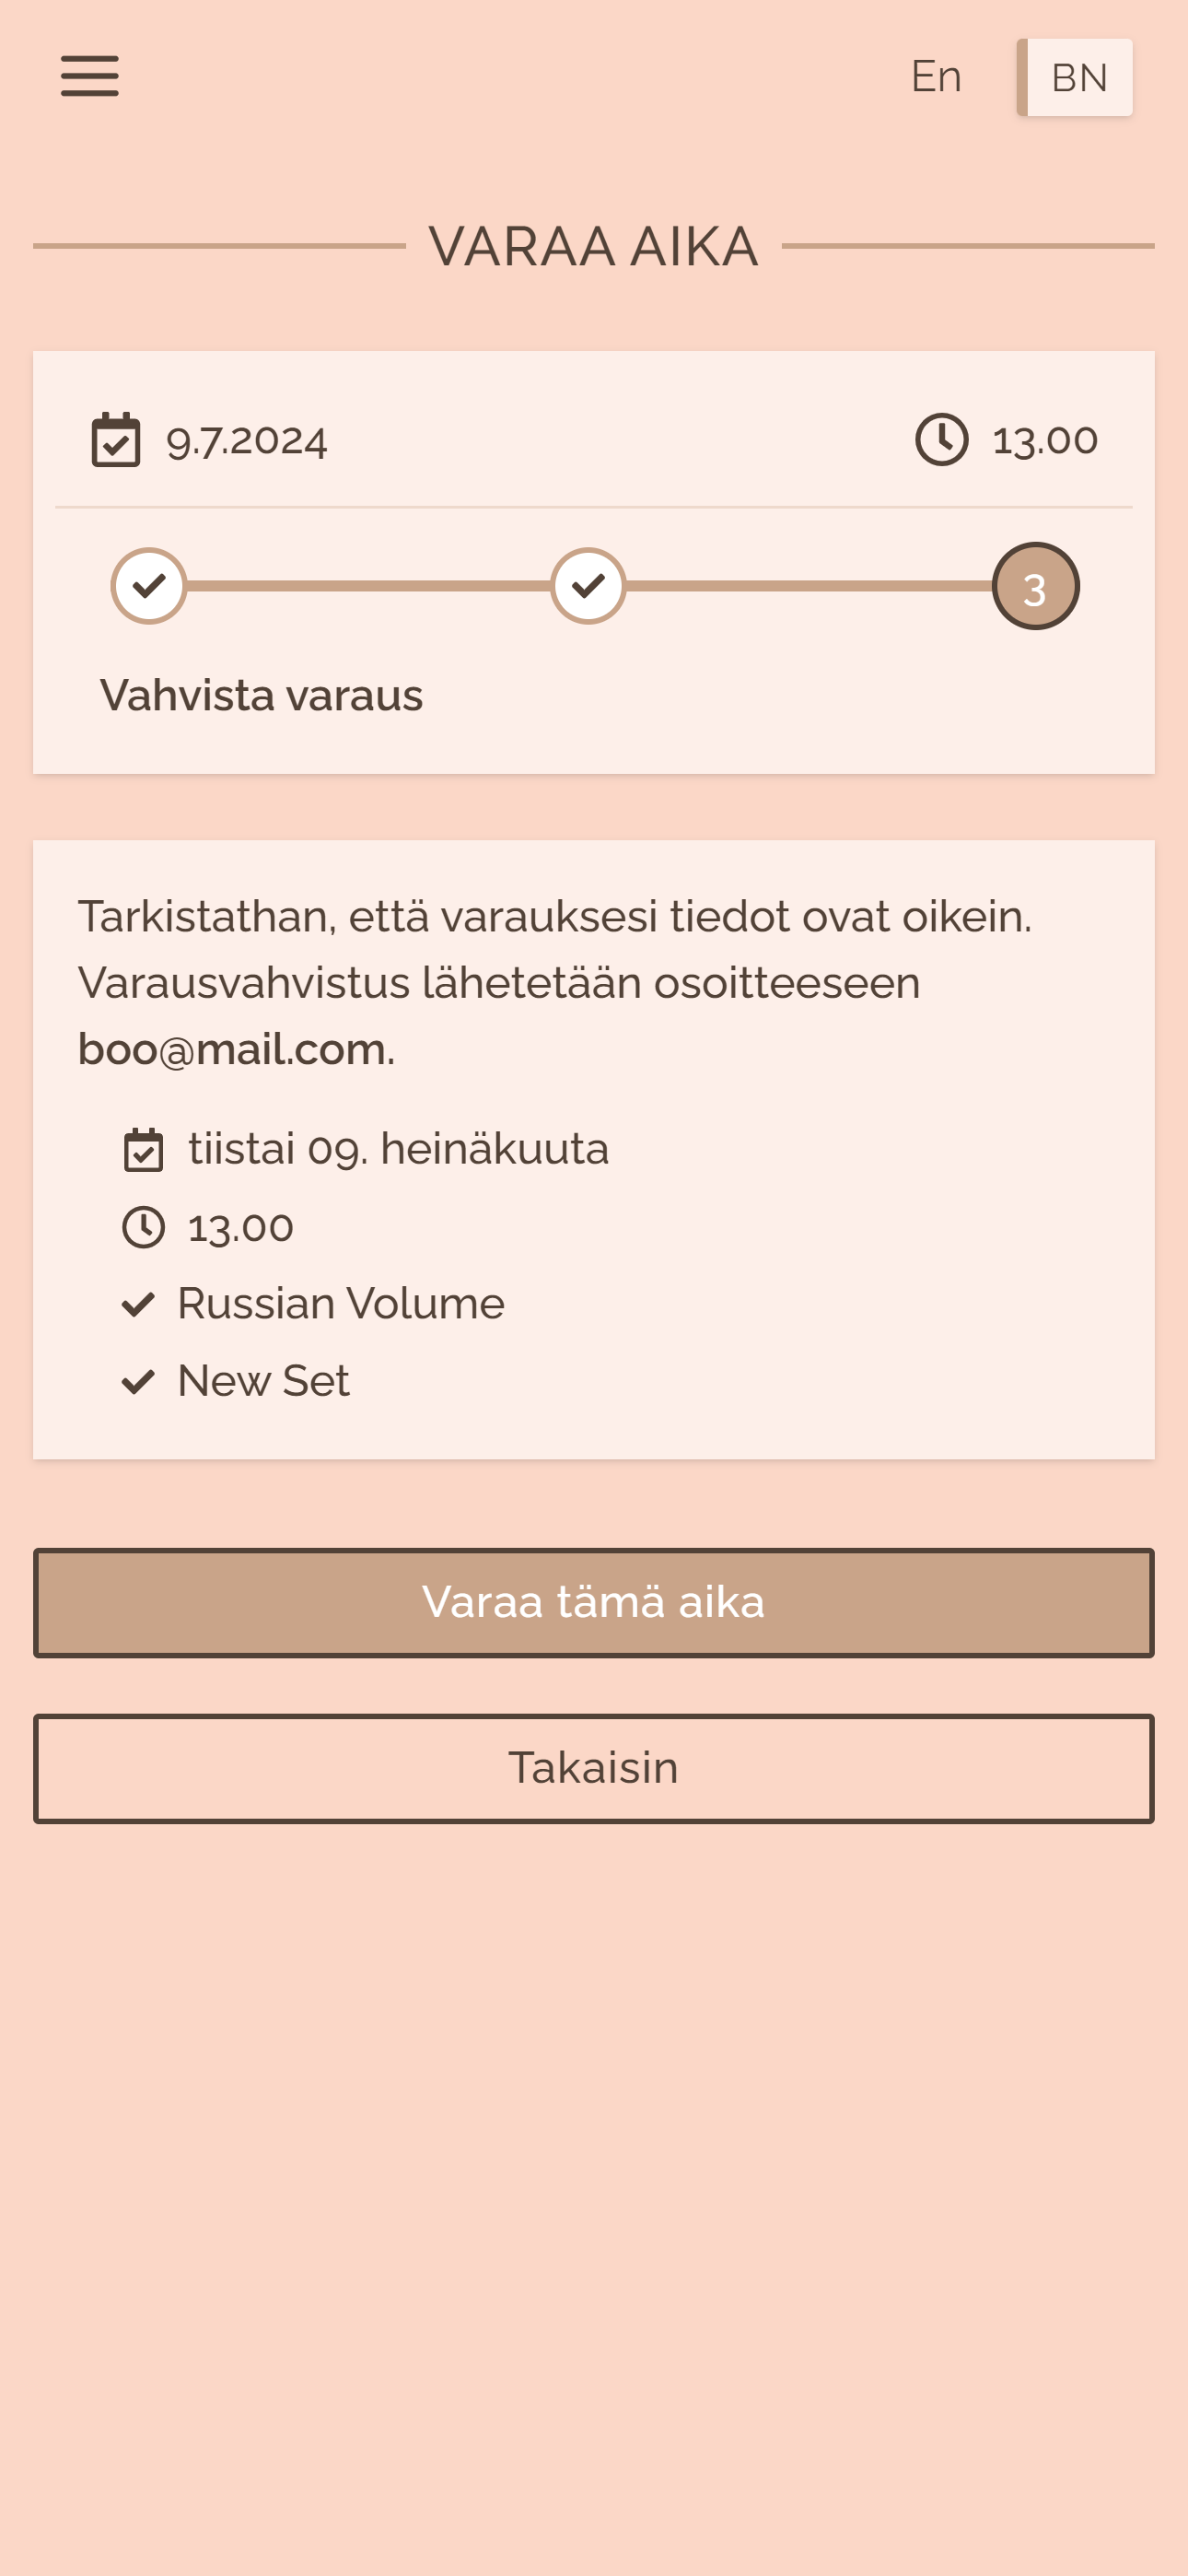 En
BN
VARAA AIKA
9.7.2024
13.00
3
Vahvista varaus
Tarkistathan, että varauksesi tiedot ovat oikein.
Varausvahvistus lähetetään osoitteeseen
boo@mail.com.
tiistai 09. heinäkuuta
13.00
Russian Volume
New Set
Varaa tämä aika
Takaisin